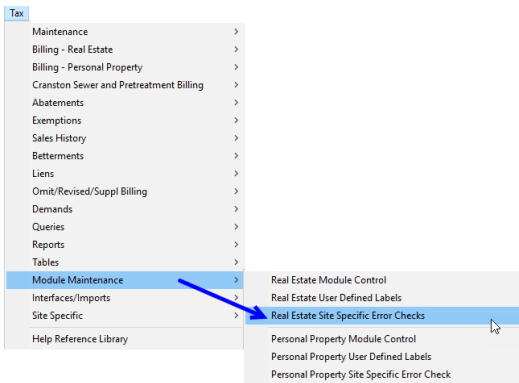 Tax
Maintenance
Billing - Real Estate
Billing - Personal Property
Cranston Sewer and Pretreatment Billing
Abatements
Exemptions
Sales History
Betterments
Liens
Omit/Revised/Suppl Billing
Demands
Queries
Reports
Tables
Module Maintenance
Interfaces/Imports
Site Specific
Help Reference Library
Real Estate Module Control
Real Estate User Defined Labels
Real Estate Site Specific Error Checks
Personal Property Module Control
Personal Property User Defined Labels
Personal Property Site Specific Error Check